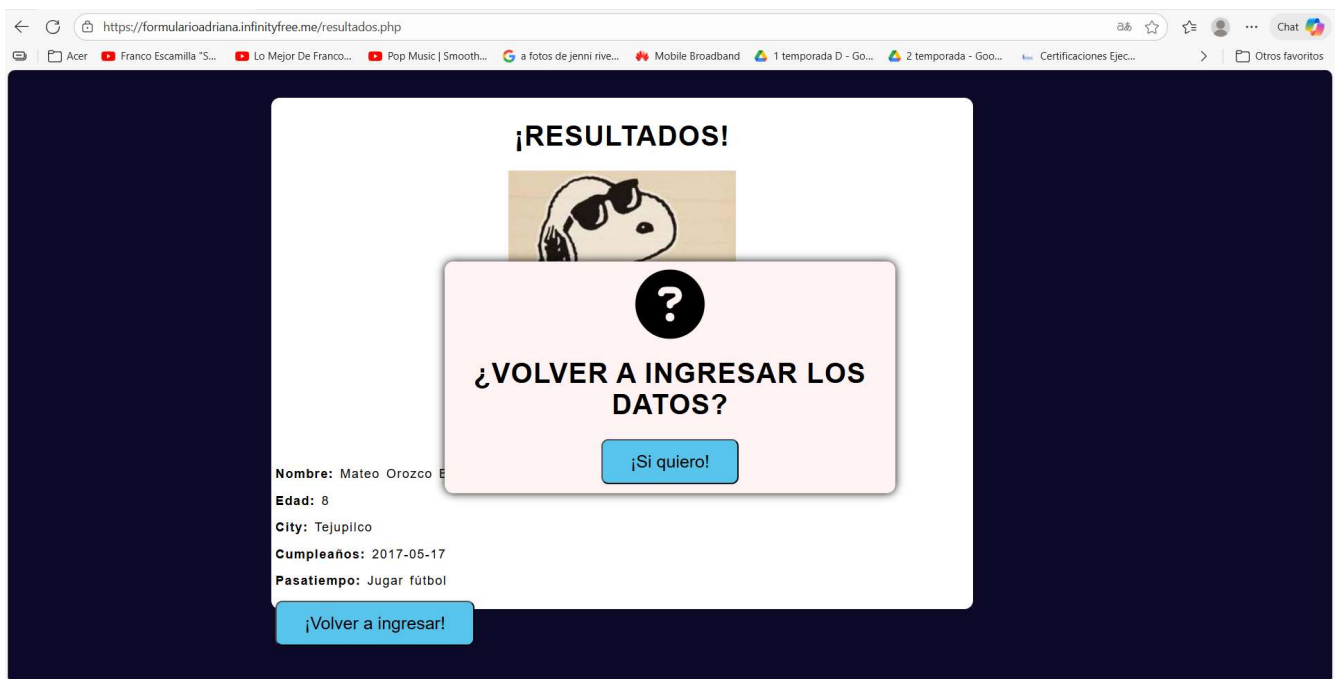 https://formularioadriana.infinityfree.me/resultados.php
Chat
Acer
Franco Escamilla "S...
Lo Mejor De Franco...
Pop Music | Smooth...
a fotos de jenni rive...
Mobile Broadband
1 temporada D - Go...
2 temporada - Goo...
Certificaciones Ejec...
Otros favoritos
¡RESULTADOS!
?
¿VOLVER A INGRESAR LOS
DATOS?
¡Si quiero!
Nombre: Mateo Orozco
Edad: 8
City: Tejupilco
Cumpleaños: 2017-05-17
Pasatiempo: Jugar fútbol
¡Volver a ingresar!